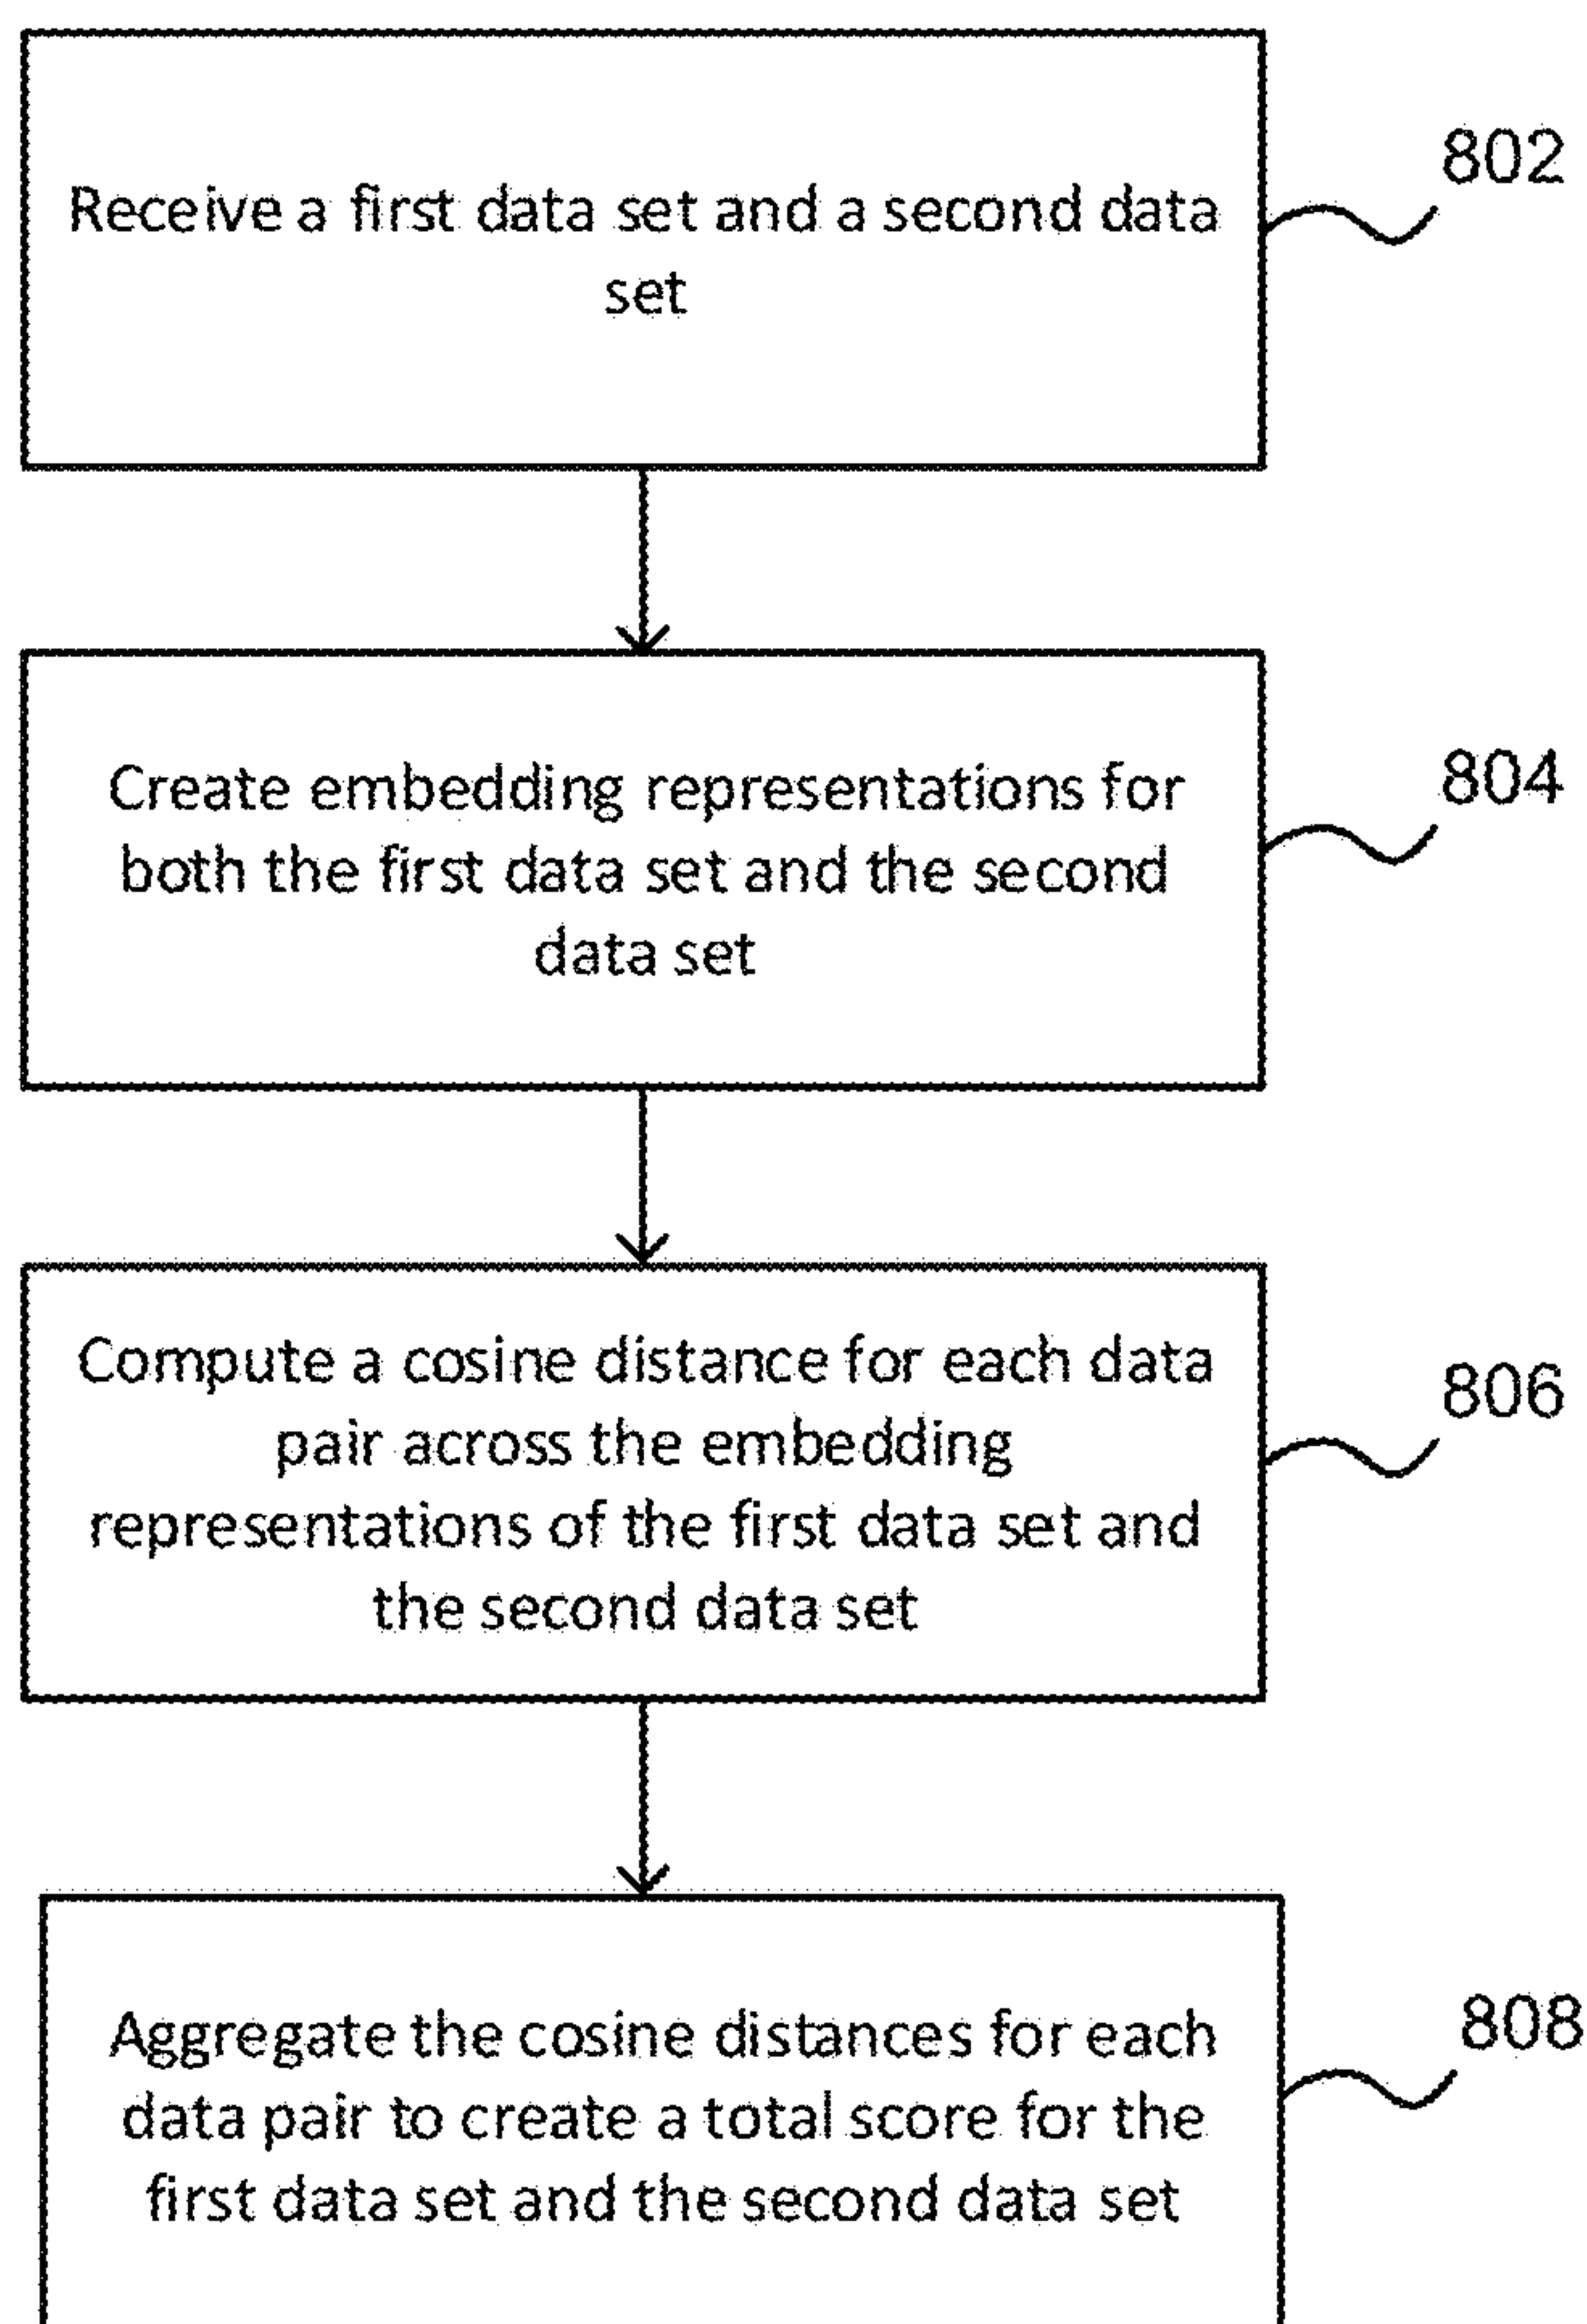 802
Receive a first data set and a second data
set
804
Create embedding representations for
both the first data set and the second
data set
806
Compute a cosine distance for each data
pair across the embedding
representations of the first data set and
the second data set
808
Aggregate the cosine distances for each
data pair to create a total score for the
first data set and the second data set